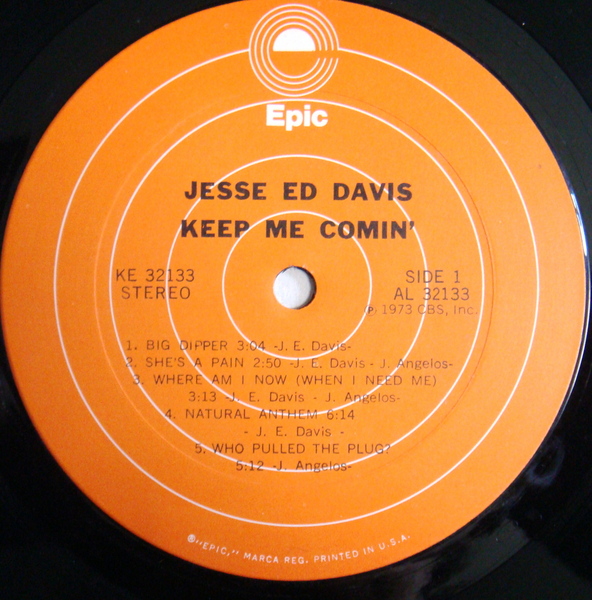 Epic
JESSE ED DAVIS
KEEP ME COMIN'
KE 32133
STEREO
SIDE 1
AL 32133
Ⓟ 1973 CBS, Inc.
1. BIG DIPPER 3:04 -J. E. Davis-
2. SHE'S A PAIN 2:50 -J. E. Davis - J. Angelos-
3. WHERE AM I NOW (WHEN I NEED ME)
3:13 -J. E. Davis - J. Angelos-
4. NATURAL ANTHEM 6:14
- J. E. Davis -
5. WHO PULLED THE PLUG?
5:12 -J. Angelos-
®"EPIC," MARCA REG. PRINTED IN U.S.A.